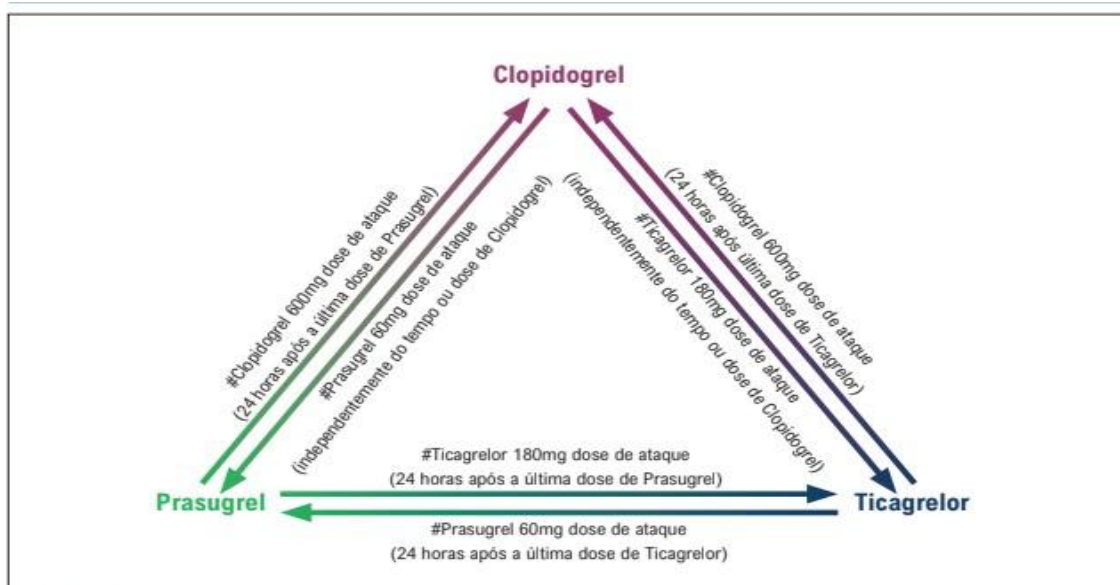 Clopidogrel
#Clopidogrel 600mg dose de ataque
(24 horas após a última dose de Prasugrel)
#Prasugrel 60mg dose de ataque
(independentemente do tempo ou dose de Clopidogrel)
#Clopidogrel 600mg dose de ataque
(24 horas após última dose de Ticagrelor)
#Ticagrelor 180mg dose de ataque
(independentemente do tempo ou dose de Clopidogrel)
#Ticagrelor 180mg dose de ataque
(24 horas após a última dose de Prasugrel)
Prasugrel
Ticagrelor
#Prasugrel 60mg dose de ataque
(24 horas após a última dose de Ticagrelor)